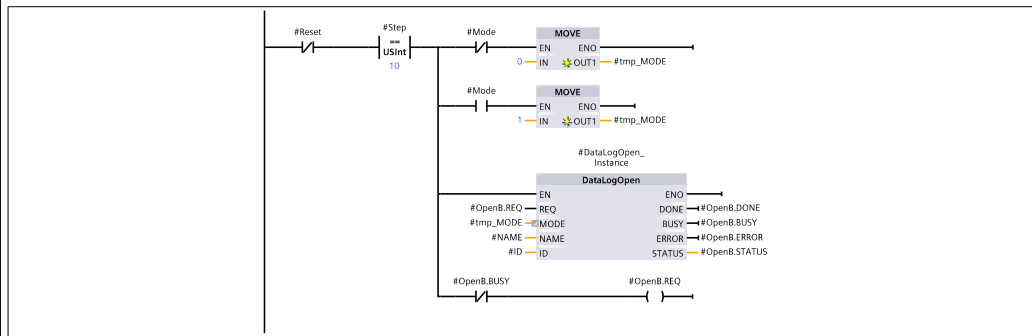 #Reset
#Step
==
USInt
10
#Mode
MOVE
EN ENO
0 IN OUT1 #tmp_MODE
#Mode
MOVE
EN ENO
1 IN OUT1 #tmp_MODE
#DataLogOpen_
Instance
DataLogOpen
EN ENO
#OpenB.REQ REQ DONE #OpenB.DONE
#tmp_MODE MODE BUSY #OpenB.BUSY
#NAME NAME ERROR #OpenB.ERROR
#ID ID STATUS #OpenB.STATUS
#OpenB.BUSY #OpenB.REQ